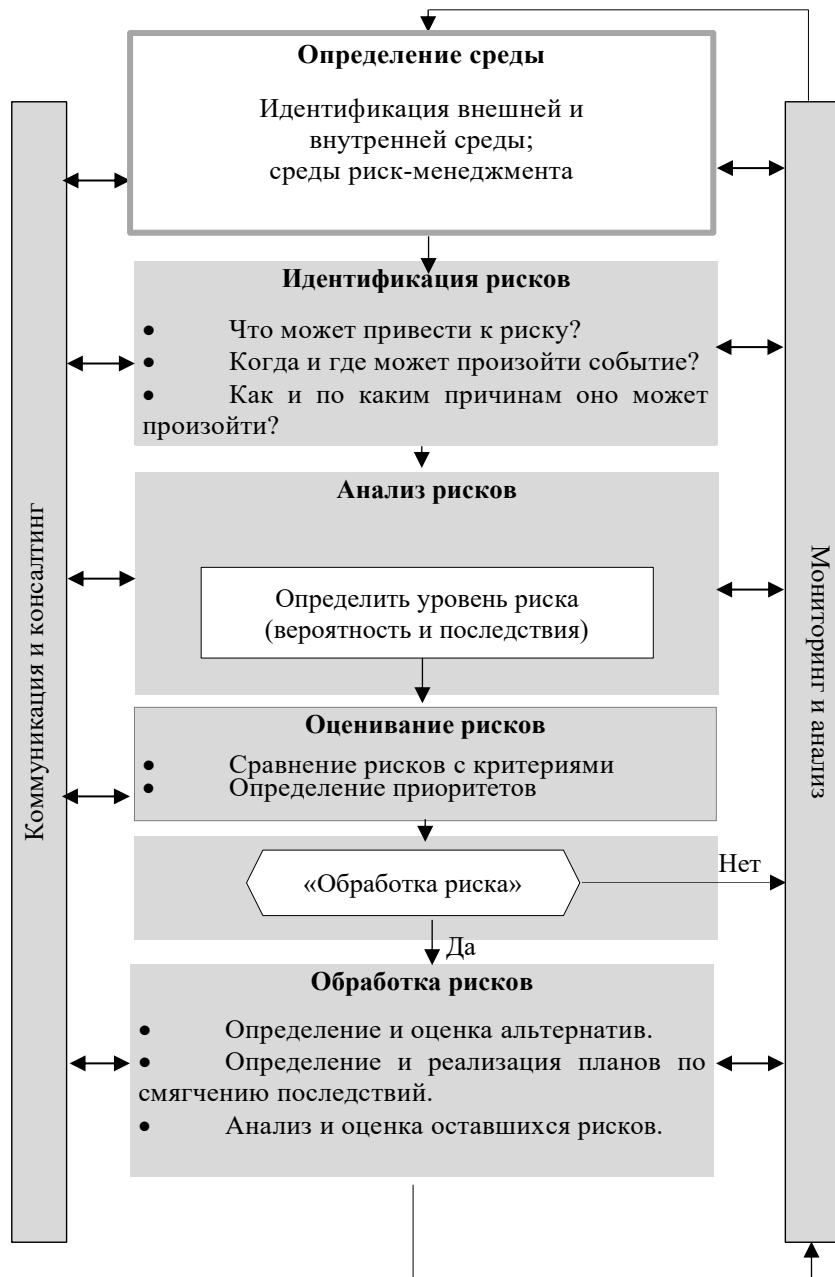 Определение среды
Идентификация внешней и
внутренней среды;
среды риск-менеджмента
Идентификация рисков
• Что может привести к риску?
• Когда и где может произойти событие?
• Как и по каким причинам оно может
произойти?
Анализ рисков
Определить уровень риска
(вероятность и последствия)
Оценивание рисков
• Сравнение рисков с критериями
• Определение приоритетов
«Обработка риска»
Нет
Да
Обработка рисков
• Определение и оценка альтернатив.
• Определение и реализация планов по
смягчению последствий.
• Анализ и оценка оставшихся рисков.
Коммуникация и консалтинг
Мониторинг и анализ